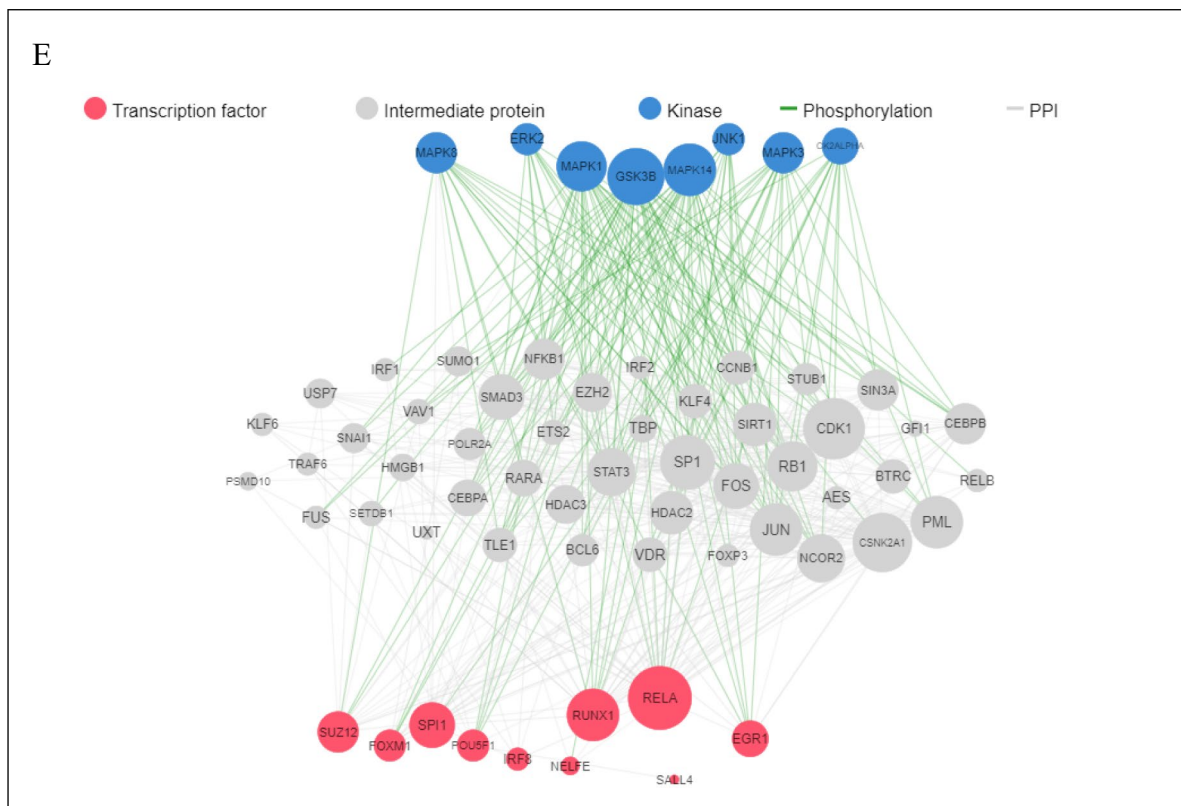 E
Transcription factor
Intermediate protein
Kinase
Phosphorylation
PPI
MAPK8
ERK2
MAPK1
GSK3B
MAPK14
JNK1
MAPK3
CK2ALPHA
IRF1
SUMO1
NFKB1
IRF2
CCNB1
STUB1
SIN3A
USP7
VAV1
SMAD3
EZH2
KLF4
SIRT1
CDK1
GFI1
CEBPB
KLF6
SNAI1
POLR2A
ETS2
TBP
PSMD10
TRAF6
HMGB1
RARA
STAT3
SP1
FOS
RB1
BTRC
RELB
FUS
SETDB1
UXT
CEBPA
HDAC3
HDAC2
AES
PML
TLE1
BCL6
VDR
FOXP3
JUN
NCOR2
CSNK2A1
RELA
SUZ12
FOXM1
SPI1
POU5F1
IRF8
NELFE
RUNX1
SALL4
EGR1